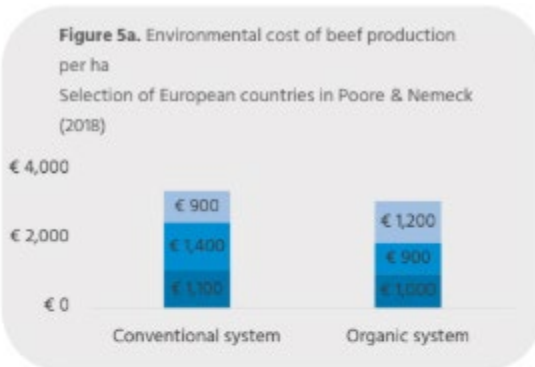 Figure 5a. Environmental cost of beef production
per ha
Selection of European countries in Poore & Nemeck
(2018)
€ 4,000
€ 2,000
€ 0
€ 900
€ 1,400
€ 1,100
€ 1,200
€ 900
€ 1,000
Conventional system
Organic system